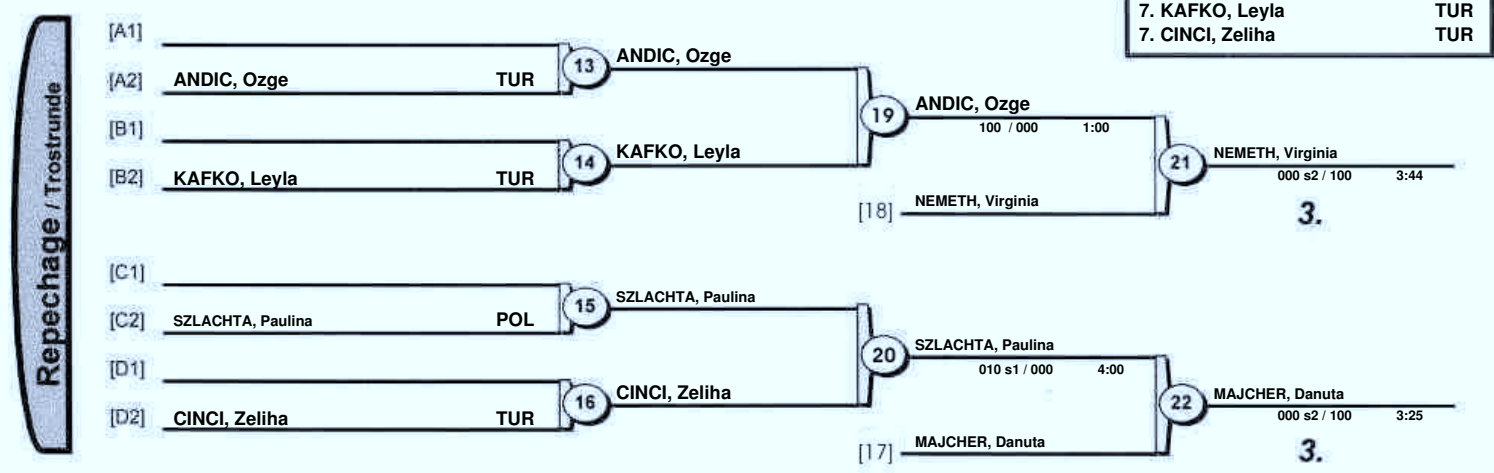 7. KAFKO, Leyla TUR
7. CINCI, Zeliha TUR
Repechage / Trostrunde
[A1]
[A2] ANDIC, Ozge TUR
13 ANDIC, Ozge
[B1]
[B2] KAFKO, Leyla TUR
14 KAFKO, Leyla
19 ANDIC, Ozge
100 / 000 1:00
[18] NEMETH, Virginia
21 NEMETH, Virginia
000 s2 / 100 3:44
3.
[C1]
[C2] SZLACHTA, Paulina POL
15 SZLACHTA, Paulina
[D1]
[D2] CINCI, Zeliha TUR
16 CINCI, Zeliha
20 SZLACHTA, Paulina
010 s1 / 000 4:00
[17] MAJCHER, Danuta
22 MAJCHER, Danuta
000 s2 / 100 3:25
3.